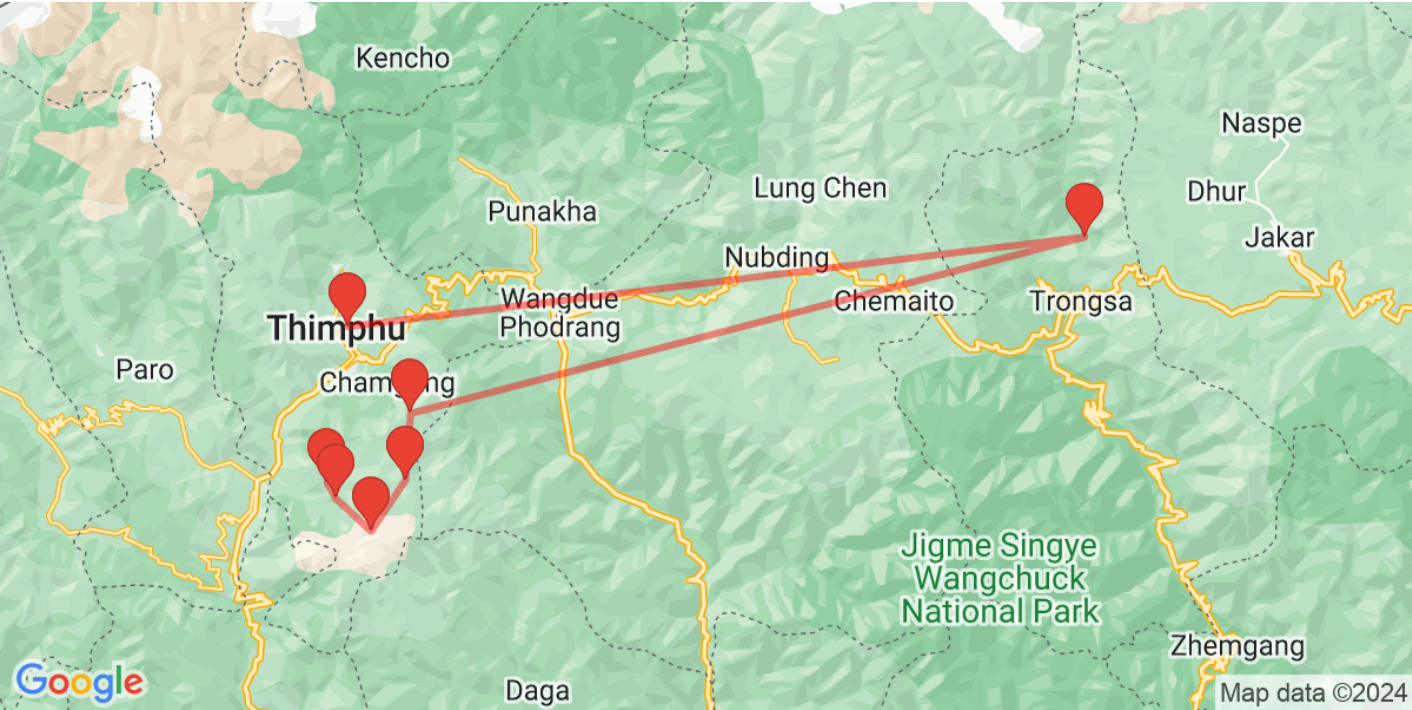 Kencho
Naspe
Lung Chen
Dhur
Punakha
Jakar
Nubding
Wangdue
Phodrang
Chemaito
Trongsa
Thimphu
Paro
Jigme Singye
Wangchuck
National Park
Zhemgang
Daga
Google
Map data ©2024